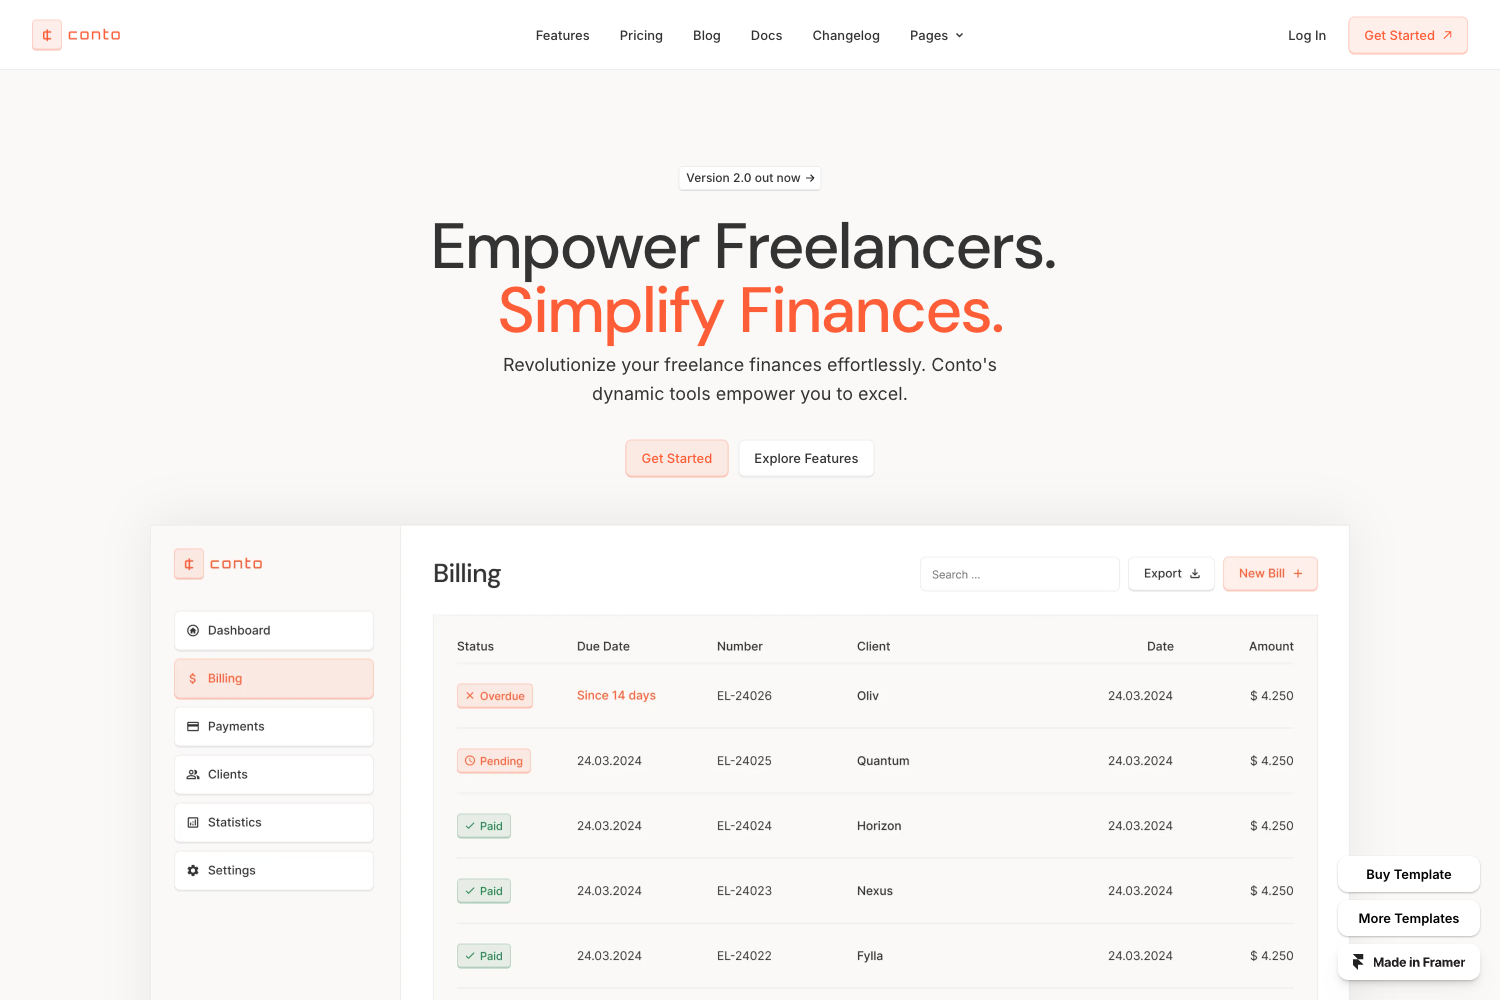 conto
Features
Pricing
Blog
Docs
Changelog
Pages
Log In
Get Started
Version 2.0 out now →
Empower Freelancers.
Simplify Finances.
Revolutionize your freelance finances effortlessly. Conto's
dynamic tools empower you to excel.
Get Started
Explore Features
conto
Dashboard
Billing
Payments
Clients
Statistics
Settings
Billing
Search ...
Export
New Bill +
Status Due Date Number Client Date Amount
Overdue Since 14 days EL-24026 Oliv 24.03.2024 $ 4.250
Pending 24.03.2024 EL-24025 Quantum 24.03.2024 $ 4.250
Paid 24.03.2024 EL-24024 Horizon 24.03.2024 $ 4.250
Paid 24.03.2024 EL-24023 Nexus 24.03.2024 $ 4.250
Paid 24.03.2024 EL-24022 Fylla 24.03.2024 $ 4.250
Buy Template
More Templates
Made in Framer